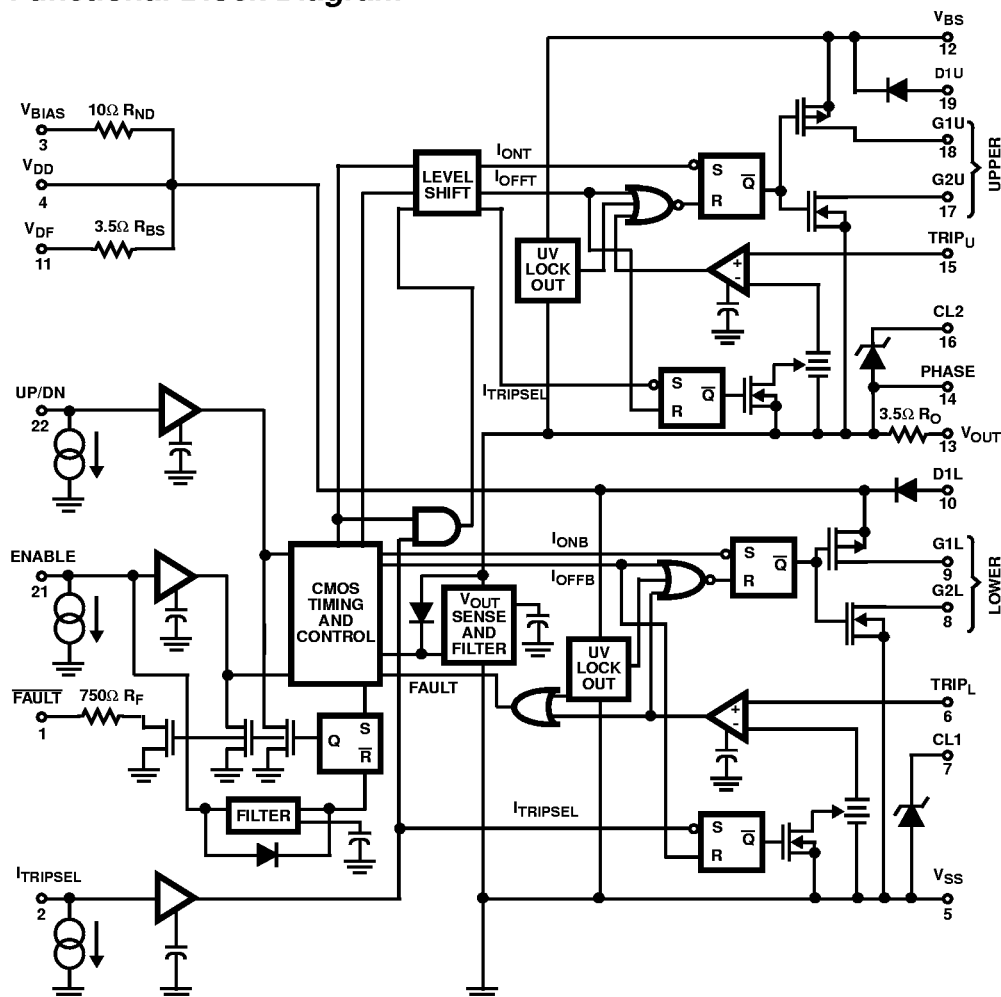 Functional Block Diagram
VBIAS
3
10Ω RND
VDD
4
VDF
11
3.5Ω RBS
UP/DN
22
ENABLE
21
FAULT
1
750Ω RF
ITRIPSEL
2
LEVEL
SHIFT
IONT
IOFFT
ITRIPSEL
S
R
Q
UV
LOCK
OUT
+
-
S
R
Q
VBS
12
D1U
19
G1U
18
G2U
17
UPPER
TRIPU
15
CL2
16
PHASE
14
3.5Ω RO
VOUT
13
CMOS
TIMING
AND
CONTROL
VOUT
SENSE
AND
FILTER
FAULT
Q
S
R
FILTER
IONB
IOFFB
ITRIPSEL
S
R
Q
UV
LOCK
OUT
+
-
S
R
Q
D1L
10
G1L
9
G2L
8
LOWER
TRIPL
6
CL1
7
VSS
5